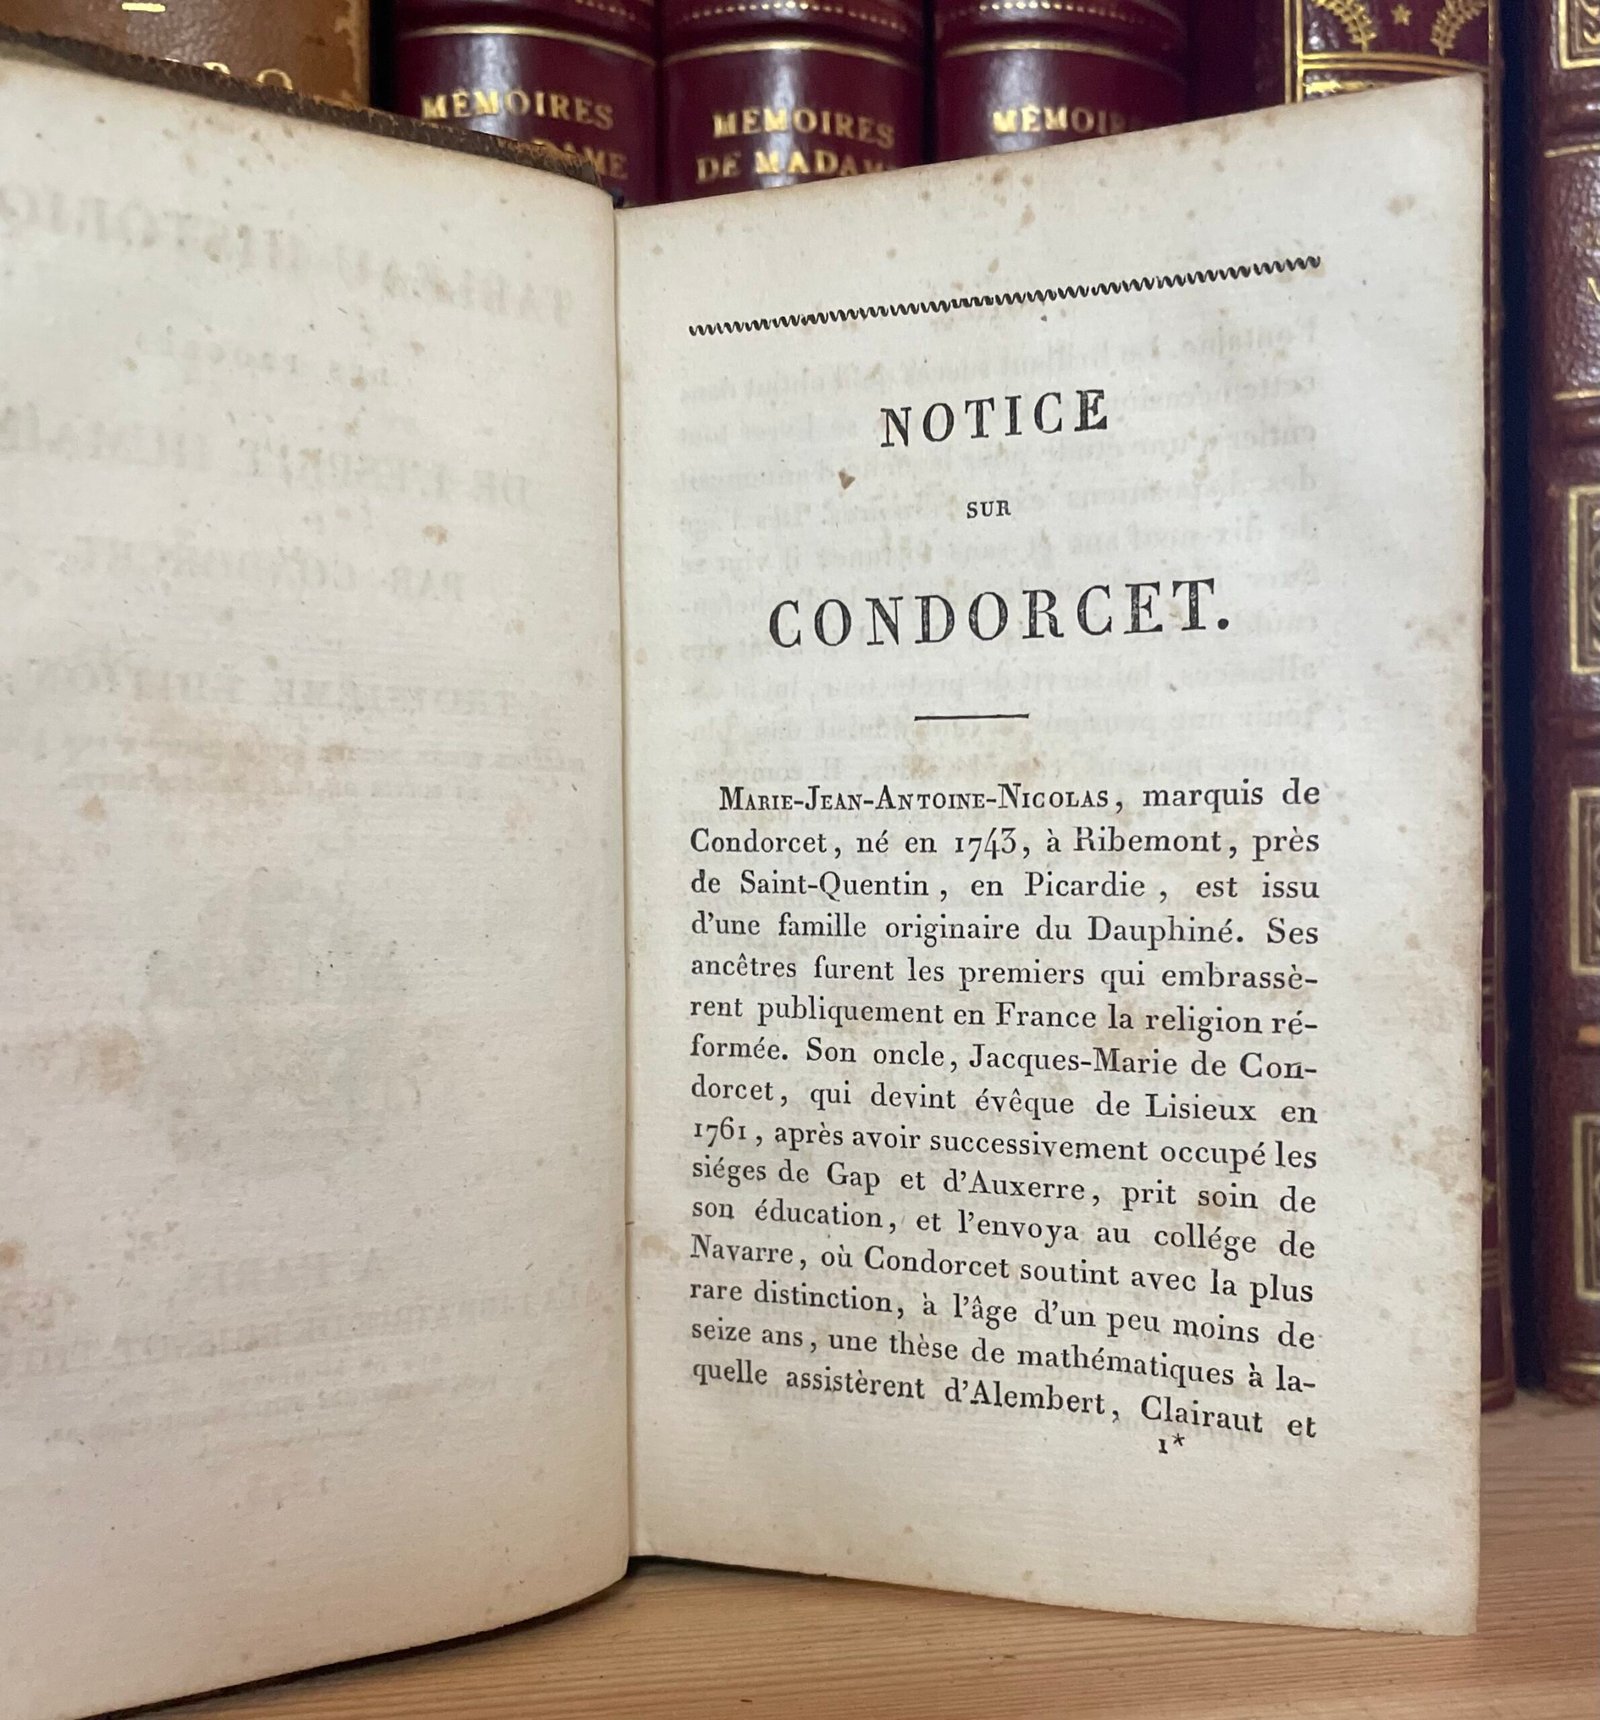 MÉMOIRES
MÉMOIRES
DE MADAME
MÉMOI
NOTICE
SUR
CONDORCET.
MARIE-JEAN-ANTOINE-NICOLAS, marquis de
Condorcet, né en 1743, à Ribemont, près
de Saint-Quentin, en Picardie, est issu
d'une famille originaire du Dauphiné. Ses
ancêtres furent les premiers qui embrassè-
rent publiquement en France la religion ré-
formée. Son oncle, Jacques-Marie de Con-
dorcet, qui devint évêque de Lisieux en
1761, après avoir successivement occupé les
siéges de Gap et d'Auxerre, prit soin de
son éducation, et l'envoya au collége de
Navarre, où Condorcet soutint avec la plus
rare distinction, à l'âge d'un peu moins de
seize ans, une thèse de mathématiques à la-
quelle assistèrent d'Alembert, Clairaut et
1*